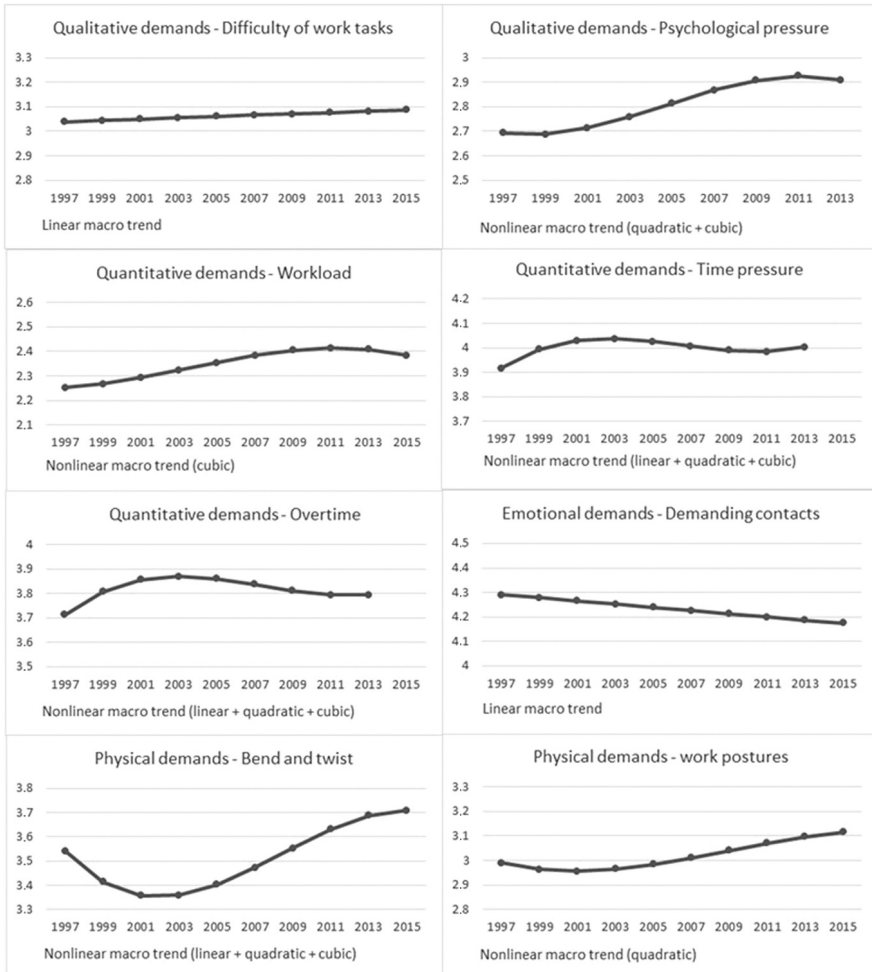 Qualitative demands - Difficulty of work tasks
3.3
3.2
3.1
3
2.9
2.8
1997 1999 2001 2003 2005 2007 2009 2011 2013 2015
Linear macro trend
Qualitative demands - Psychological pressure
3
2.9
2.8
2.7
2.6
2.5
1997 1999 2001 2003 2005 2007 2009 2011 2013
Nonlinear macro trend (quadratic + cubic)
Quantitative demands - Workload
2.6
2.5
2.4
2.3
2.2
2.1
1997 1999 2001 2003 2005 2007 2009 2011 2013 2015
Nonlinear macro trend (cubic)
Quantitative demands - Time pressure
4.2
4.1
4
3.9
3.8
3.7
1997 1999 2001 2003 2005 2007 2009 2011 2013 2015
Nonlinear macro trend (linear + quadratic + cubic)
Quantitative demands - Overtime
4
3.9
3.8
3.7
3.6
3.5
1997 1999 2001 2003 2005 2007 2009 2011 2013 2015
Nonlinear macro trend (linear + quadratic + cubic)
Emotional demands - Demanding contacts
4.5
4.4
4.3
4.2
4.1
4
1997 1999 2001 2003 2005 2007 2009 2011 2013 2015
Linear macro trend
Physical demands - Bend and twist
3.8
3.7
3.6
3.5
3.4
3.3
1997 1999 2001 2003 2005 2007 2009 2011 2013 2015
Nonlinear macro trend (linear + quadratic + cubic)
Physical demands - work postures
3.3
3.2
3.1
3
2.9
2.8
1997 1999 2001 2003 2005 2007 2009 2011 2013 2015
Nonlinear macro trend (quadratic)